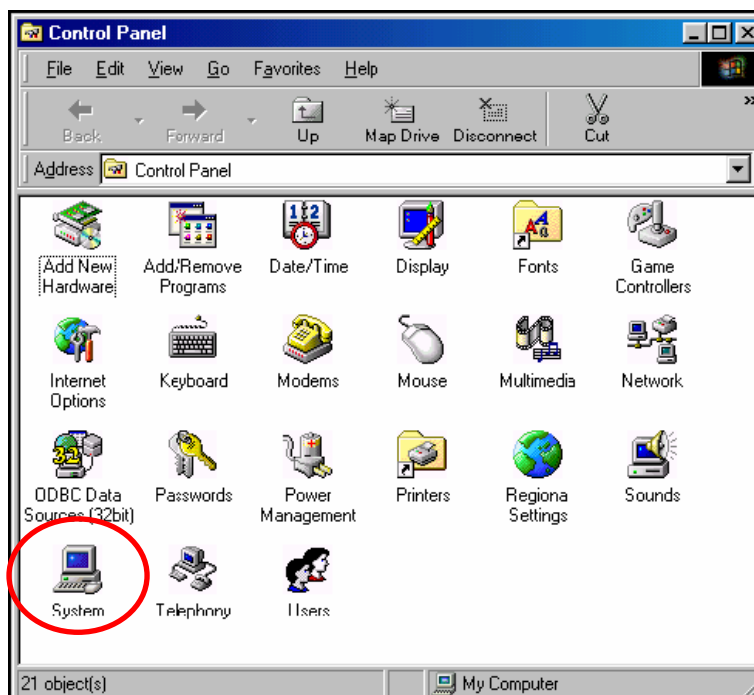 Control Panel
File Edit View Go Favorites Help
Back Forward Up Map Drive Disconnect Cut
Address Control Panel
Add New Hardware
Add/Remove Programs
Date/Time
Display
Fonts
Game Controllers
Internet Options
Keyboard
Modems
Mouse
Multimedia
Network
ODBC Data Sources (32bit)
Passwords
Power Management
Printers
Regiona Settings
Sounds
System
Telephony
Users
21 object(s) My Computer